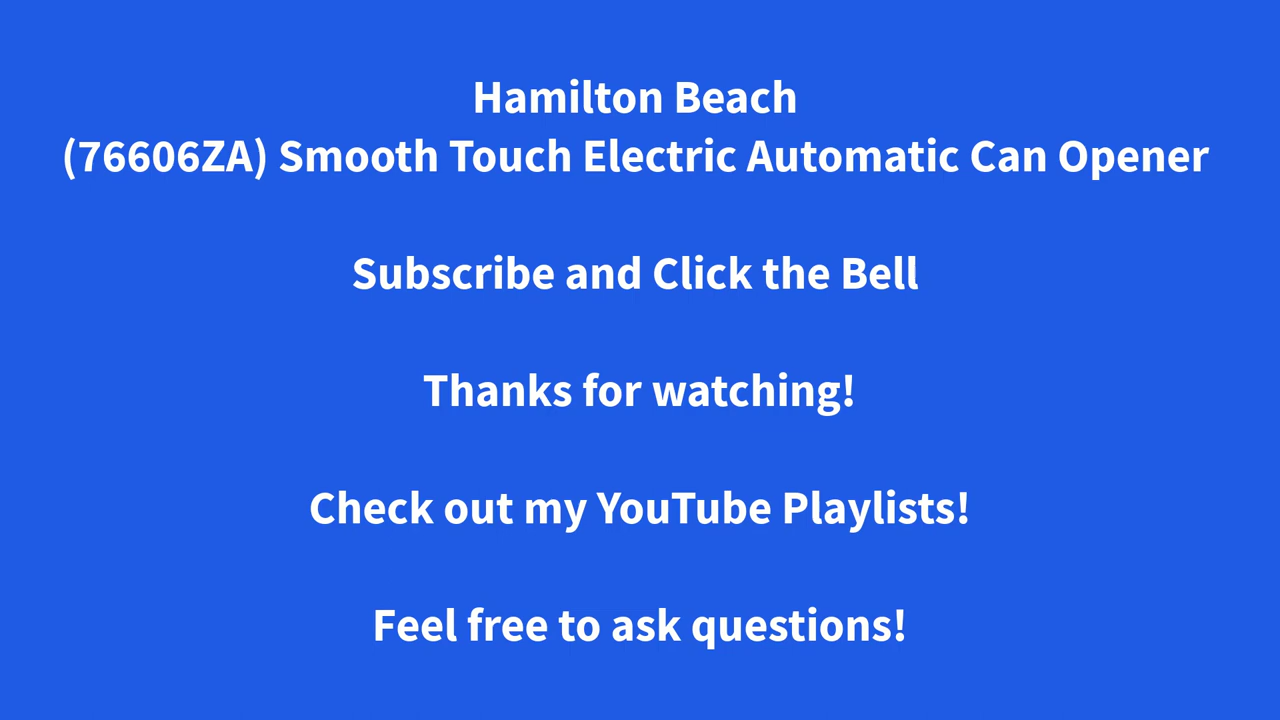 Hamilton Beach
(76606ZA) Smooth Touch Electric Automatic Can Opener
Subscribe and Click the Bell
Thanks for watching!
Check out my YouTube Playlists!
Feel free to ask questions!